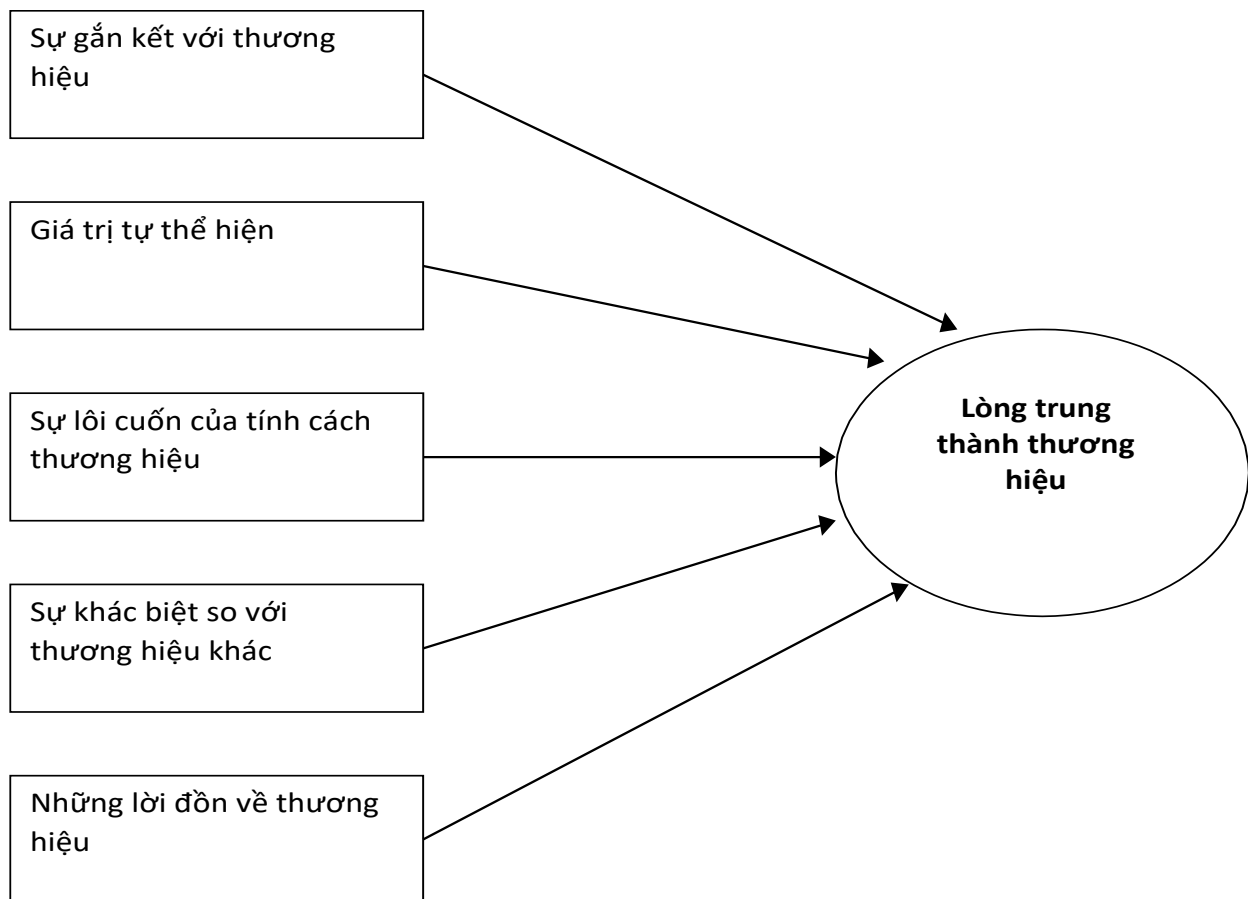 Sự gắn kết với thương
hiệu
Giá trị tự thể hiện
Sự lôi cuốn của tính cách
thương hiệu
Lòng trung
thành thương
hiệu
Sự khác biệt so với
thương hiệu khác
Những lời đồn về thương
hiệu